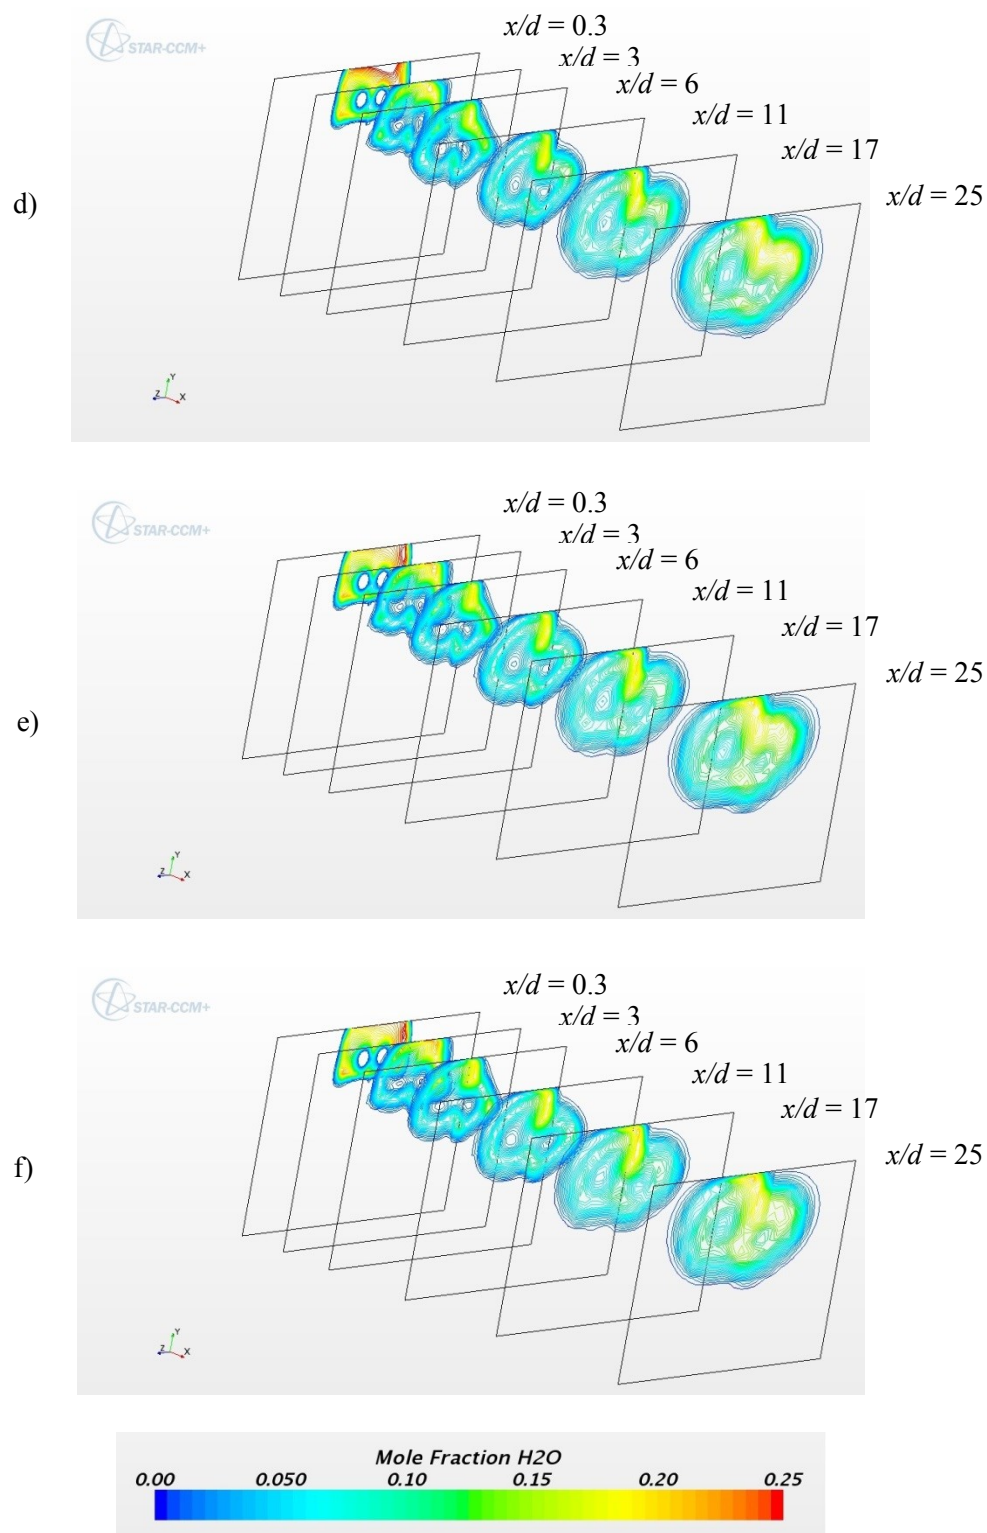 x/d = 0.3
x/d = 3
x/d = 6
x/d = 11
x/d = 17
x/d = 25
STAR-CCM+
d)
Y
Z
X
x/d = 0.3
x/d = 3
x/d = 6
x/d = 11
x/d = 17
x/d = 25
STAR-CCM+
e)
Y
Z
X
x/d = 0.3
x/d = 3
x/d = 6
x/d = 11
x/d = 17
x/d = 25
STAR-CCM+
f)
Y
Z
X
Mole Fraction H2O
0.00 0.050 0.10 0.15 0.20 0.25